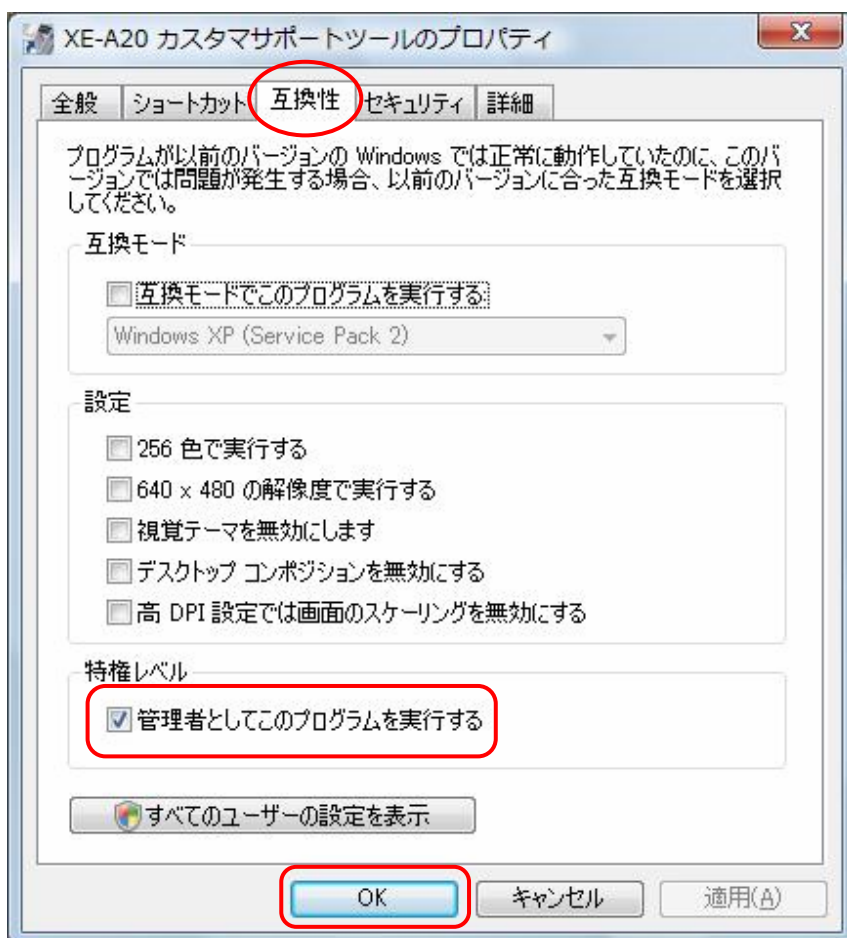 XE-A20 カスタマサポートツールのプロパティ
全般 ショートカット 互換性 セキュリティ 詳細
プログラムが以前のバージョンの Windows では正常に動作していたのに、このバ
ージョンでは問題が発生する場合、以前のバージョンに合った互換モードを選択
してください。
互換モード
互換モードでこのプログラムを実行する
Windows XP (Service Pack 2)
設定
256 色で実行する
640 x 480 の解像度で実行する
視覚テーマを無効にします
デスクトップ コンポジションを無効にする
高 DPI 設定では画面のスケーリングを無効にする
特権レベル
管理者としてこのプログラムを実行する
すべてのユーザーの設定を表示
OK キャンセル 適用(A)